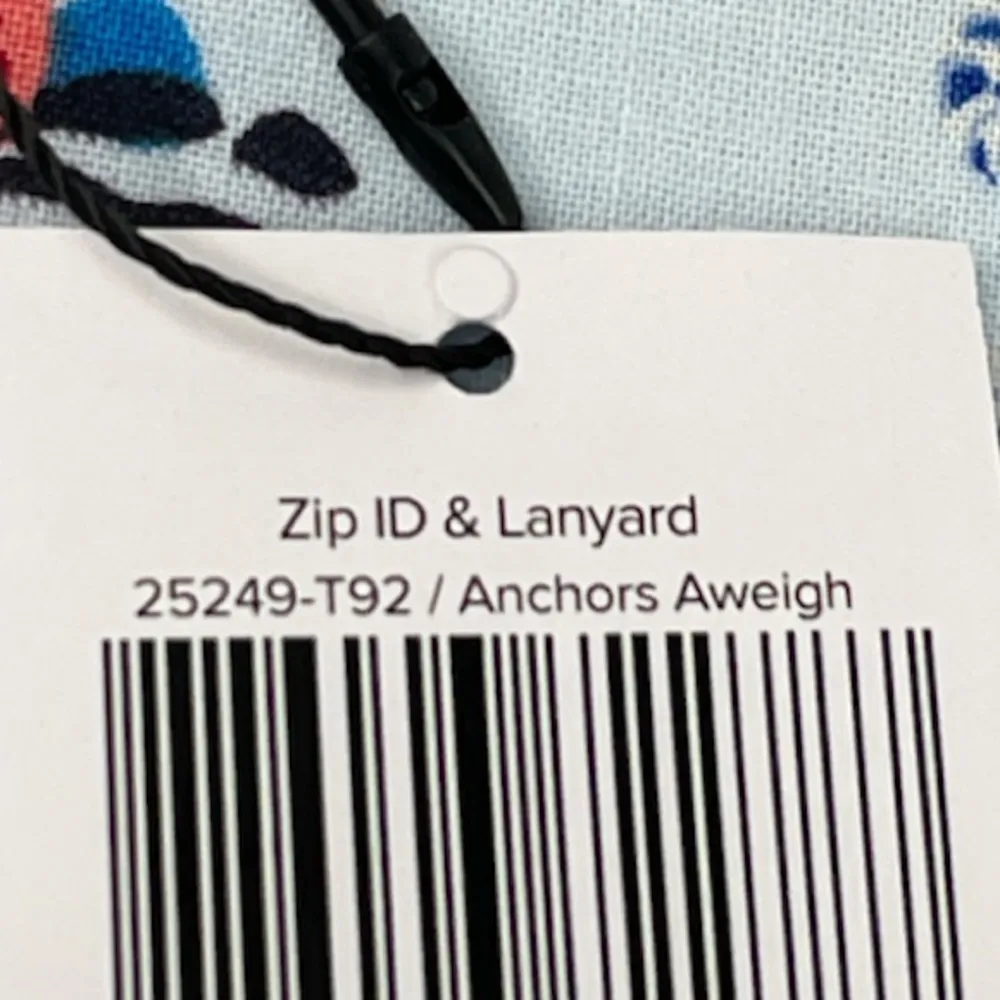 Zip ID & Lanyard
25249-T92 / Anchors Aweigh